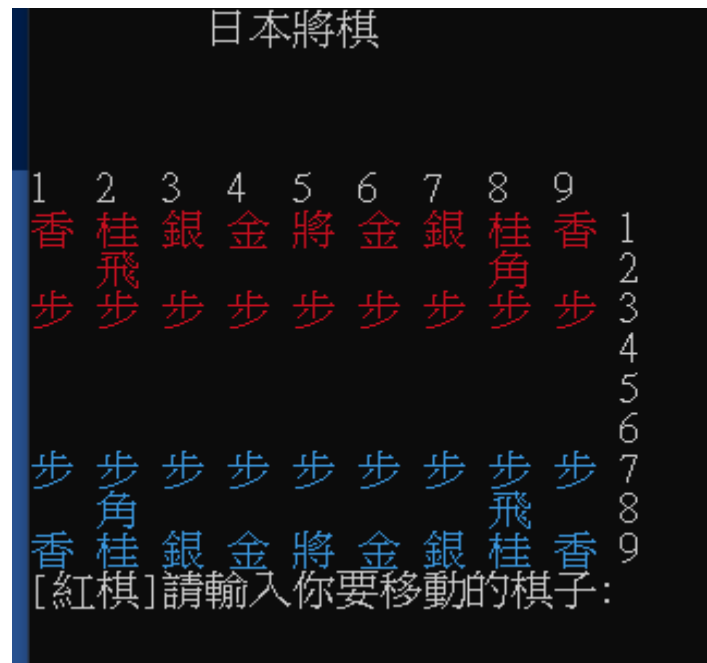 日本將棋
1 2 3 4 5 6 7 8 9
香 桂 銀 金 將 金 銀 桂 香 1
飛 角 2
步 步 步 步 步 步 步 步 步 3
4
5
6
步 步 步 步 步 步 步 步 步 7
角 飛 8
香 桂 銀 金 將 金 銀 桂 香 9
[紅棋]請輸入你要移動的棋子: